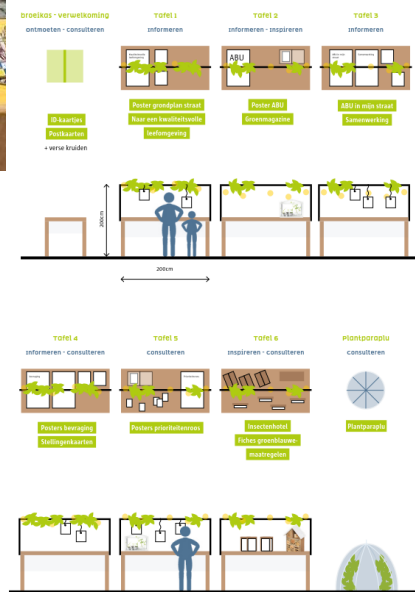 Broeikas - verwelkoming
ontmoeten - consulteren
ID-kaartjes
Postkaarten
+ verse kruiden
Tafel 1
informeren
Poster grondplan straat
Naar een kwaliteitsvolle
leefomgeving
Tafel 2
informeren - inspireren
ABU
Poster ABU
Groenmagazine
Tafel 3
informeren
ABU in mijn straat
Samenwerking
200cm
200cm
Tafel 4
informeren - consulteren
Posters bevraging
Stellingenkaarten
Tafel 5
consulteren
Posters prioriteitenroos
Tafel 6
inspireren - consulteren
Insectenhotel
Fiches groenblauwe-
maatregelen
Plantparaplu
consulteren
Plantparaplu